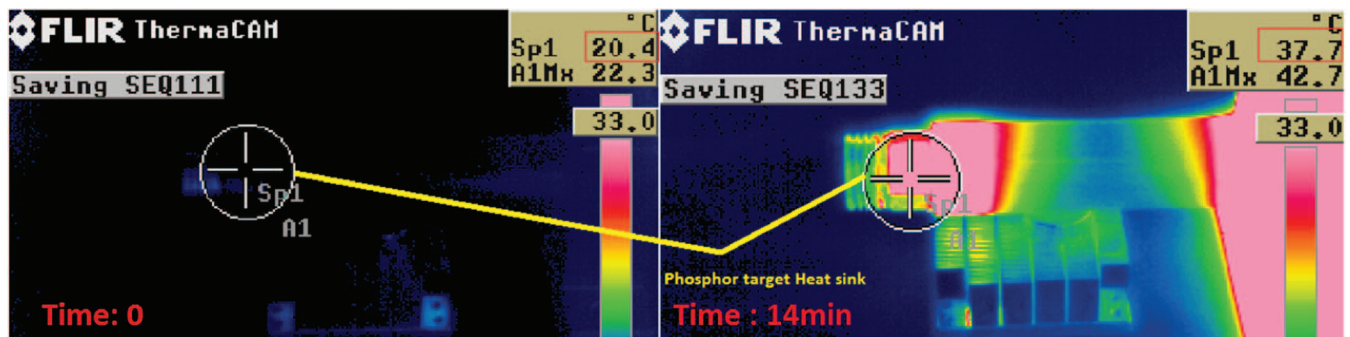 FLIR ThermaCAM
°C
Sp1 20.4
A1Mx 22.3
Saving SEQ111
33.0
Sp1
A1
Time: 0
FLIR ThermaCAM
°C
Sp1 37.7
A1Mx 42.7
Saving SEQ133
33.0
Sp1
A1
Phosphor target Heat sink
Time : 14min